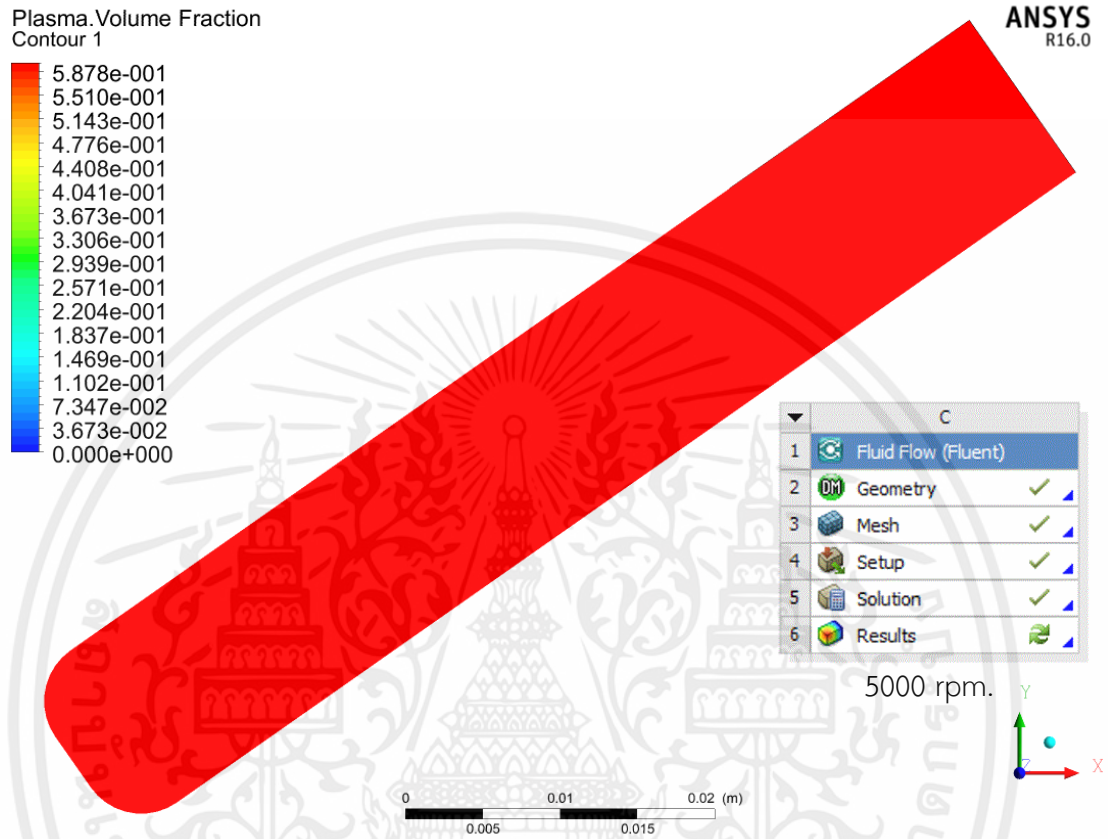 Plasma.Volume Fraction
Contour 1
ANSYS
R16.0
5.878e-001
5.510e-001
5.143e-001
4.776e-001
4.408e-001
4.041e-001
3.673e-001
3.306e-001
2.939e-001
2.571e-001
2.204e-001
1.837e-001
1.469e-001
1.102e-001
7.347e-002
3.673e-002
0.000e+000
C
1 Fluid Flow (Fluent)
2 DM Geometry
3 Mesh
4 Setup
5 Solution
6 Results
5000 rpm.
Y
Z X
0 0.01 0.02 (m)
0.005 0.015